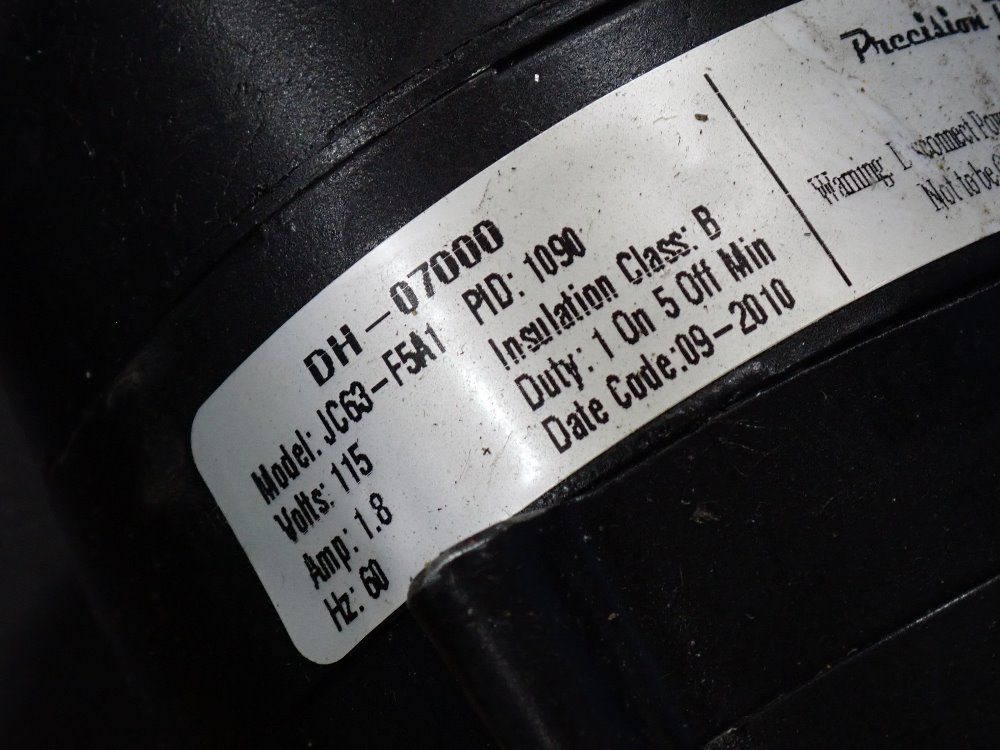 DH-07000
Model: JC63-F5A1
Volts: 115
Amp: 1.8
Hz: 60
PID: 1090
Insulation Class: B
Duty: 1 On 5 Off Min
Date Code:09-2010
Precision
Warning.
Not to be